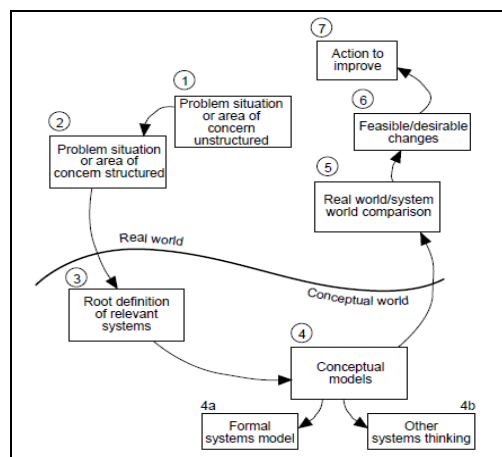 7
Action to
improve
1
Problem situation
or area of
concern
unstructured
6
Feasible/desirable
changes
2
Problem situation
or area of
concern structured
5
Real world/system
world comparison
Real world
Conceptual world
3
Root definition
of relevant
systems
4
Conceptual
models
4a
Formal
systems model
4b
Other
systems thinking